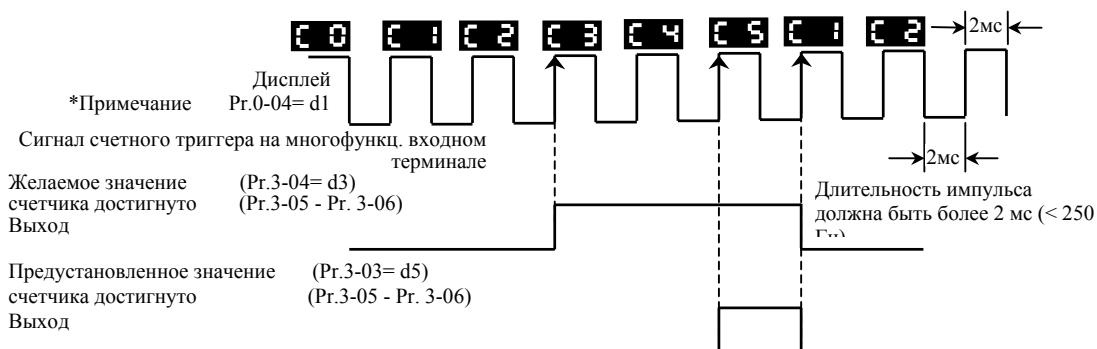 C 0 C 1 C 2 C 3 C 4 C 5 C 1 C 2 2мс
Дисплей
*Примечание Pr.0-04= d1
Сигнал счетного триггера на многофункц. входном
терминале
2мс
Желаемое значение (Pr.3-04= d3)
счетчика достигнуто (Pr.3-05 - Pr. 3-06)
Выход
Длительность импульса
должна быть более 2 мс (< 250
Гц)
Предустановленное значение (Pr.3-03= d5)
счетчика достигнуто (Pr.3-05 - Pr. 3-06)
Выход